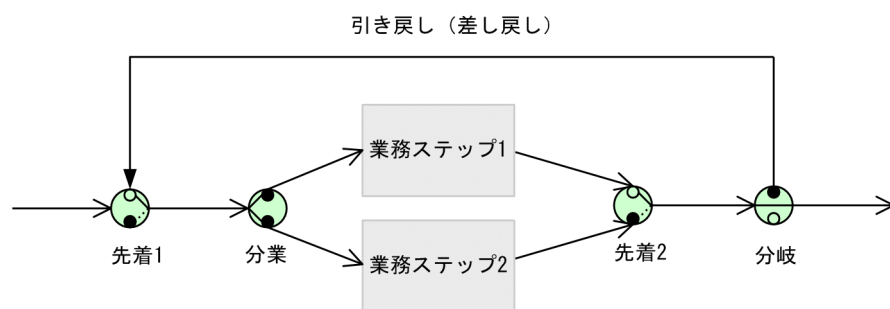 引き戻し（差し戻し）
業務ステップ1
先着1
分業
業務ステップ2
先着2
分岐